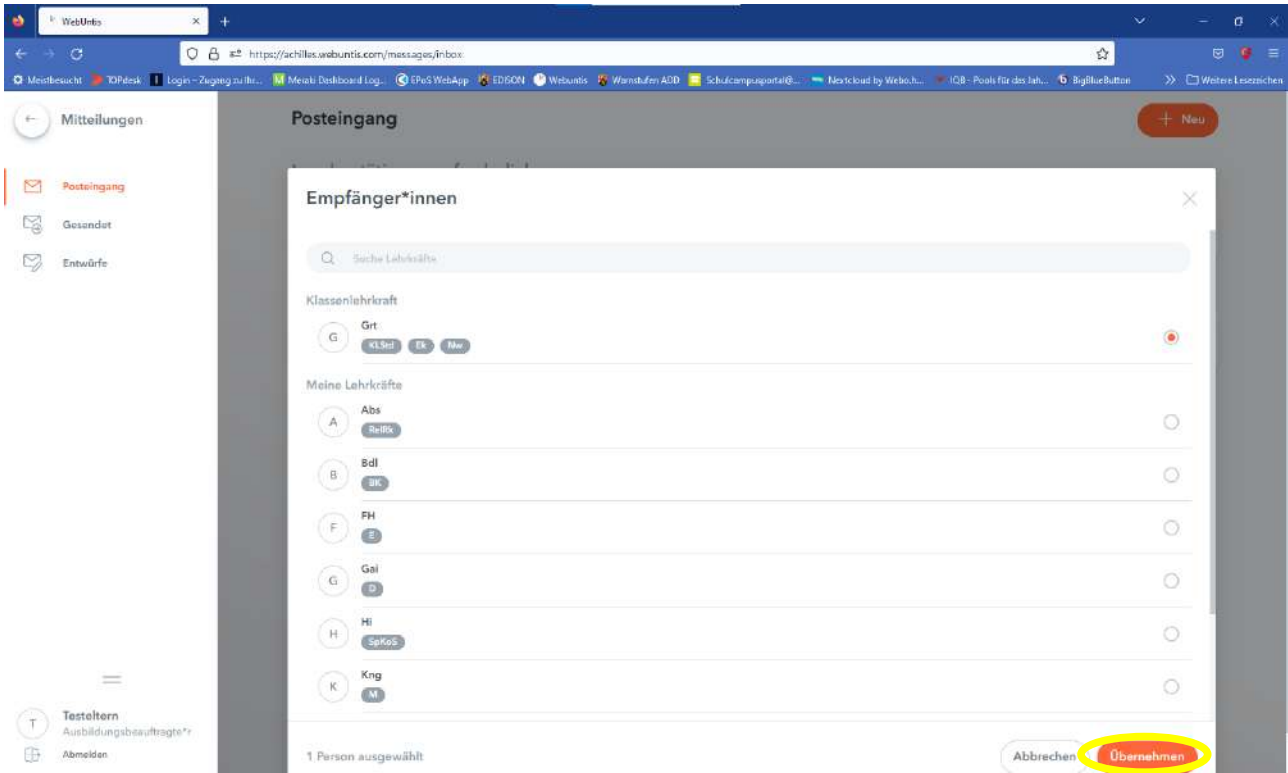 WebUntis
https://achilles.webuntis.com/messages/inbox
Meistbesucht TOPdesk Login – Zugang zu Ihr... Meraki Dashboard Log... EPoS WebApp EDISON Webuntis Warnstufen ADD Schulcampusportal@... Nextcloud by Webo.h... IQB - Pools für das Jah... BigBlueButton Weitere Lesezeichen
Mitteilungen
Posteingang
+ Neu
Posteingang
Gesendet
Entwürfe
Empfänger*innen
Suche Lehrkräfte
Klassenlehrkraft
G
Grt
KLStd Ek Nw
Meine Lehrkräfte
A
Abs
RelRk
B
Bdl
BK
F
FH
E
G
Gai
D
H
Hi
SpKoS
K
Kng
M
T
Testeltern
Ausbildungsbeauftragte*r
Abmelden
1 Person ausgewählt
Abbrechen
Übernehmen